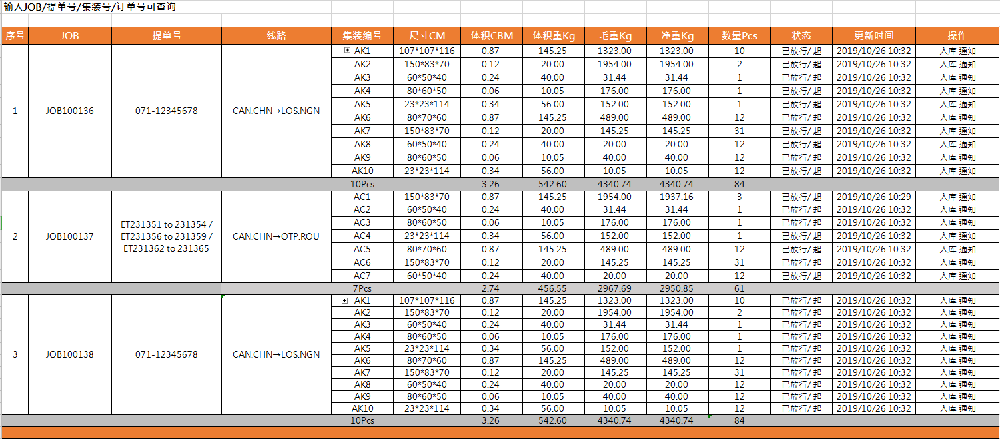 输入JOB/提单号/集装号/订单号可查询
序号 JOB 提单号 线路 集装编号 尺寸CM 体积CBM 体积重Kg 毛重Kg 净重Kg 数量Pcs 状态 更新时间 操作
AK1 107*107*116 0.87 145.25 1323.00 1323.00 10 已放行/起 2019/10/26 10:32 入库 通知
AK2 150*83*70 0.12 20.00 1954.00 1954.00 2 已放行/起 2019/10/26 10:32 入库 通知
AK3 60*50*40 0.24 40.00 31.44 31.44 1 已放行/起 2019/10/26 10:32 入库 通知
AK4 80*60*50 0.06 10.05 176.00 176.00 1 已放行/起 2019/10/26 10:32 入库 通知
AK5 23*23*114 0.34 56.00 152.00 152.00 1 已放行/起 2019/10/26 10:32 入库 通知
1 JOB100136 071-12345678 CAN.CHN→LOS.NGN
AK6 80*70*60 0.87 145.25 489.00 489.00 12 已放行/起 2019/10/26 10:32 入库 通知
AK7 150*83*70 0.12 20.00 145.25 145.25 31 已放行/起 2019/10/26 10:32 入库 通知
AK8 60*50*40 0.24 40.00 20.00 20.00 12 已放行/起 2019/10/26 10:32 入库 通知
AK9 80*60*50 0.06 10.05 40.00 40.00 12 已放行/起 2019/10/26 10:32 入库 通知
AK10 23*23*114 0.34 56.00 10.05 10.05 12 已放行/起 2019/10/26 10:32 入库 通知
10Pcs 3.26 542.60 4340.74 4340.74 84
AC1 150*83*70 0.87 145.25 1954.00 1937.16 3 已放行/起 2019/10/26 10:29 入库 通知
AC2 60*50*40 0.24 40.00 31.44 31.44 1 已放行/起 2019/10/26 10:32 入库 通知
AC3 80*60*50 0.06 10.05 176.00 176.00 1 已放行/起 2019/10/26 10:32 入库 通知
ET231351 to 231354 /
2 JOB100137 ET231356 to 231359 / CAN.CHN→OTP.ROU
ET231362 to 231365
AC4 23*23*114 0.34 56.00 152.00 152.00 1 已放行/起 2019/10/26 10:32 入库 通知
AC5 80*70*60 0.87 145.25 489.00 489.00 12 已放行/起 2019/10/26 10:32 入库 通知
AC6 150*83*70 0.12 20.00 145.25 145.25 31 已放行/起 2019/10/26 10:32 入库 通知
AC7 60*50*40 0.24 40.00 20.00 20.00 12 已放行/起 2019/10/26 10:32 入库 通知
7Pcs 2.74 456.55 2967.69 2950.85 61
AK1 107*107*116 0.87 145.25 1323.00 1323.00 10 已放行/起 2019/10/26 10:32 入库 通知
AK2 150*83*70 0.12 20.00 1954.00 1954.00 2 已放行/起 2019/10/26 10:32 入库 通知
AK3 60*50*40 0.24 40.00 31.44 31.44 1 已放行/起 2019/10/26 10:32 入库 通知
AK4 80*60*50 0.06 10.05 176.00 176.00 1 已放行/起 2019/10/26 10:32 入库 通知
AK5 23*23*114 0.34 56.00 152.00 152.00 1 已放行/起 2019/10/26 10:32 入库 通知
3 JOB100138 071-12345678 CAN.CHN→LOS.NGN
AK6 80*70*60 0.87 145.25 489.00 489.00 12 已放行/起 2019/10/26 10:32 入库 通知
AK7 150*83*70 0.12 20.00 145.25 145.25 31 已放行/起 2019/10/26 10:32 入库 通知
AK8 60*50*40 0.24 40.00 20.00 20.00 12 已放行/起 2019/10/26 10:32 入库 通知
AK9 80*60*50 0.06 10.05 40.00 40.00 12 已放行/起 2019/10/26 10:32 入库 通知
AK10 23*23*114 0.34 56.00 10.05 10.05 12 已放行/起 2019/10/26 10:32 入库 通知
10Pcs 3.26 542.60 4340.74 4340.74 84